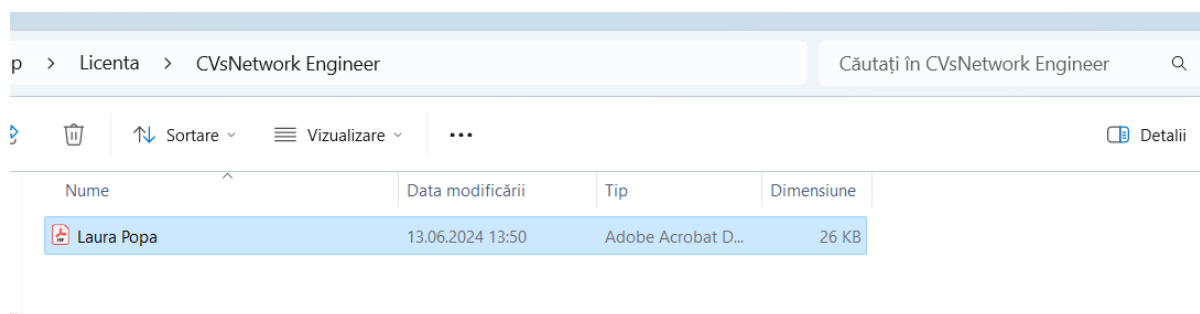 p > Licenta > CVsNetwork Engineer Căutați în CVsNetwork Engineer
Sortare Vizualizare ••• Detalii
Nume Data modificării Tip Dimensiune
Laura Popa 13.06.2024 13:50 Adobe Acrobat D... 26 KB